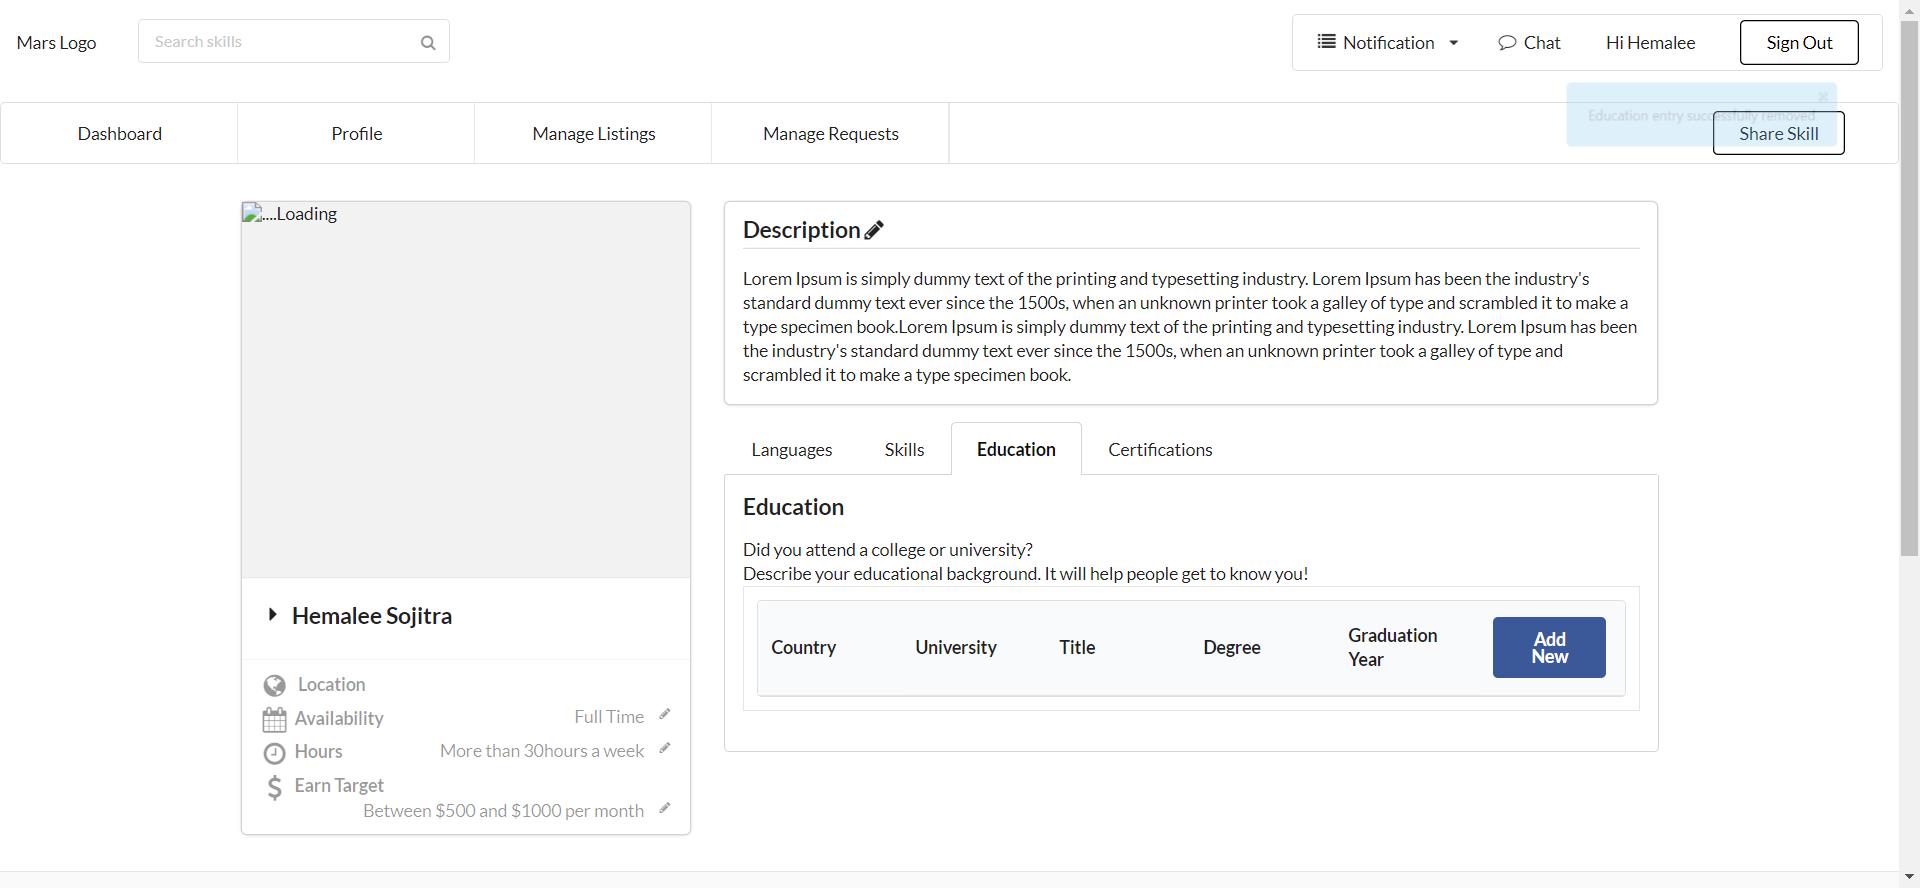 Mars Logo
Search skills
Notification
Chat
Hi Hemalee
Sign Out
Education entry successfully removed
Dashboard
Profile
Manage Listings
Manage Requests
Share Skill
....Loading
Hemalee Sojitra
Location
Availability
Full Time
Hours
More than 30hours a week
Earn Target
Between $500 and $1000 per month
Description
Lorem Ipsum is simply dummy text of the printing and typesetting industry. Lorem Ipsum has been the industry's
standard dummy text ever since the 1500s, when an unknown printer took a galley of type and scrambled it to make a
type specimen book.Lorem Ipsum is simply dummy text of the printing and typesetting industry. Lorem Ipsum has been
the industry's standard dummy text ever since the 1500s, when an unknown printer took a galley of type and
scrambled it to make a type specimen book.
Languages
Skills
Education
Certifications
Education
Did you attend a college or university?
Describe your educational background. It will help people get to know you!
Country
University
Title
Degree
Graduation
Year
Add
New